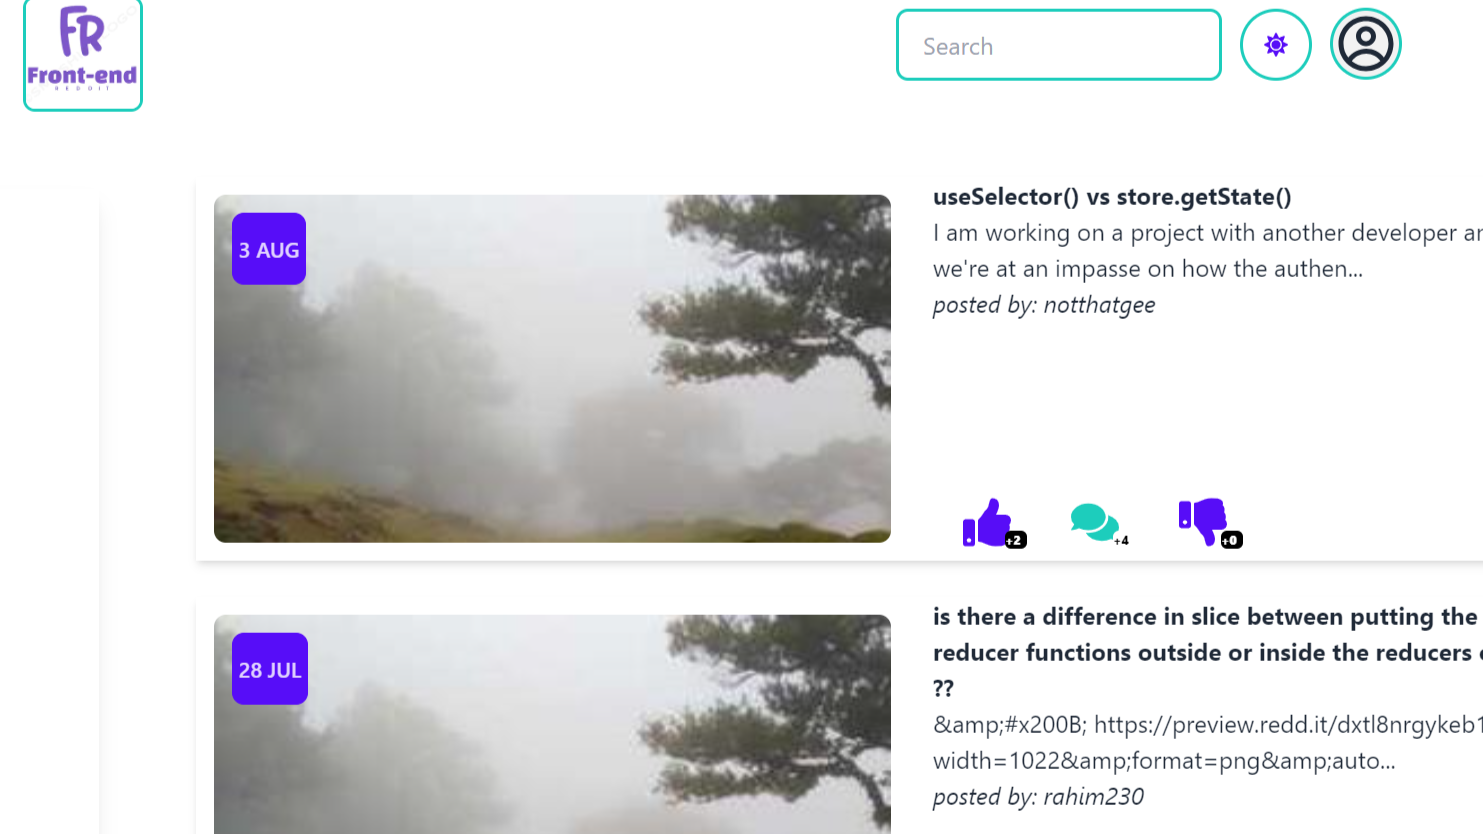 FR
Front-end
REDDIT
Search
3 AUG
useSelector() vs store.getState()
I am working on a project with another developer
we're at an impasse on how the authen...
posted by: notthatgee
+2
+4
+0
28 JUL
is there a difference in slice between putting the
reducer functions outside or inside the reducers
??
&amp;#x200B; https://preview.redd.it/dxtl8nrgykeb1
width=1022&amp;format=png&amp;auto...
posted by: rahim230